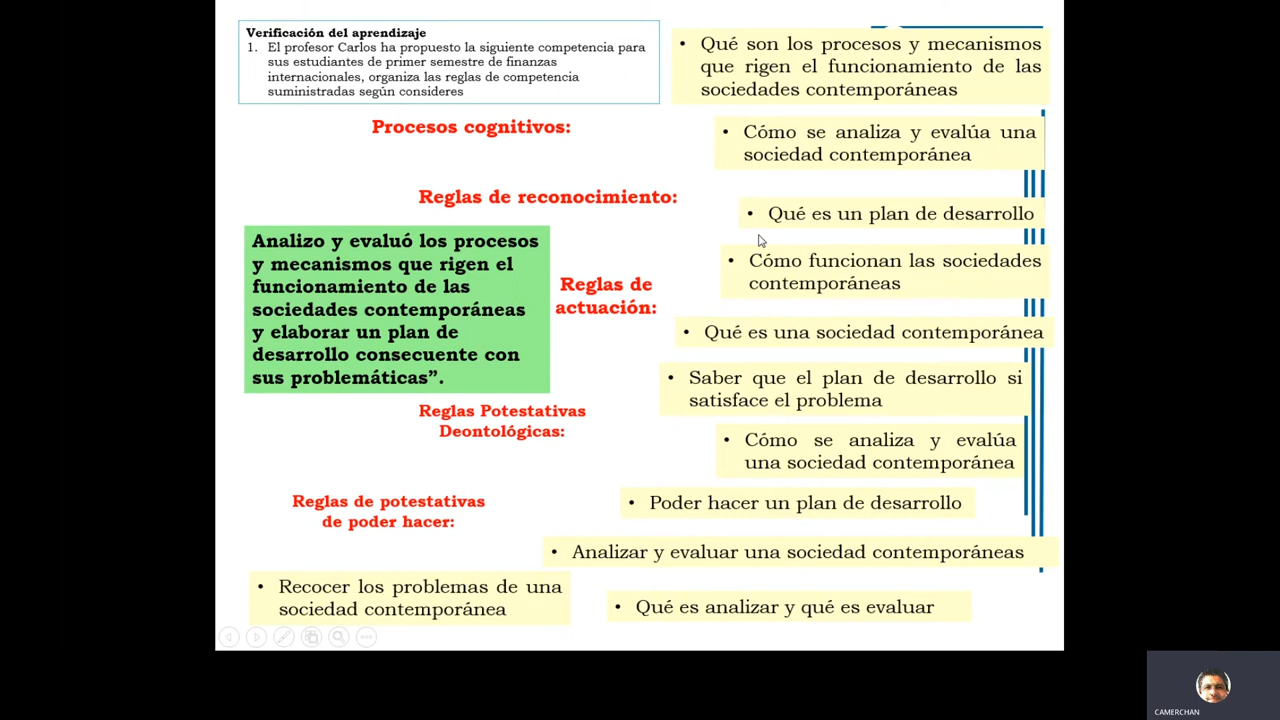 Verificación del aprendizaje
1. El profesor Carlos ha propuesto la siguiente competencia para
sus estudiantes de primer semestre de finanzas
internacionales, organiza las reglas de competencia
suministradas según consideres
• Qué son los procesos y mecanismos
que rigen el funcionamiento de las
sociedades contemporáneas
Procesos cognitivos:
• Cómo se analiza y evalúa una
sociedad contemporánea
Reglas de reconocimiento:
• Qué es un plan de desarrollo
Analizo y evaluó los procesos
y mecanismos que rigen el
funcionamiento de las
sociedades contemporáneas
y elaborar un plan de
desarrollo consecuente con
sus problemáticas”.
Reglas de
actuación:
• Cómo funcionan las sociedades
contemporáneas
• Qué es una sociedad contemporánea
• Saber que el plan de desarrollo si
satisface el problema
Reglas Potestativas
Deontológicas:
• Cómo se analiza y evalúa
una sociedad contemporánea
Reglas de potestativas
de poder hacer:
• Poder hacer un plan de desarrollo
• Analizar y evaluar una sociedad contemporáneas
• Recocer los problemas de una
sociedad contemporánea
• Qué es analizar y qué es evaluar
CAMERCHAN